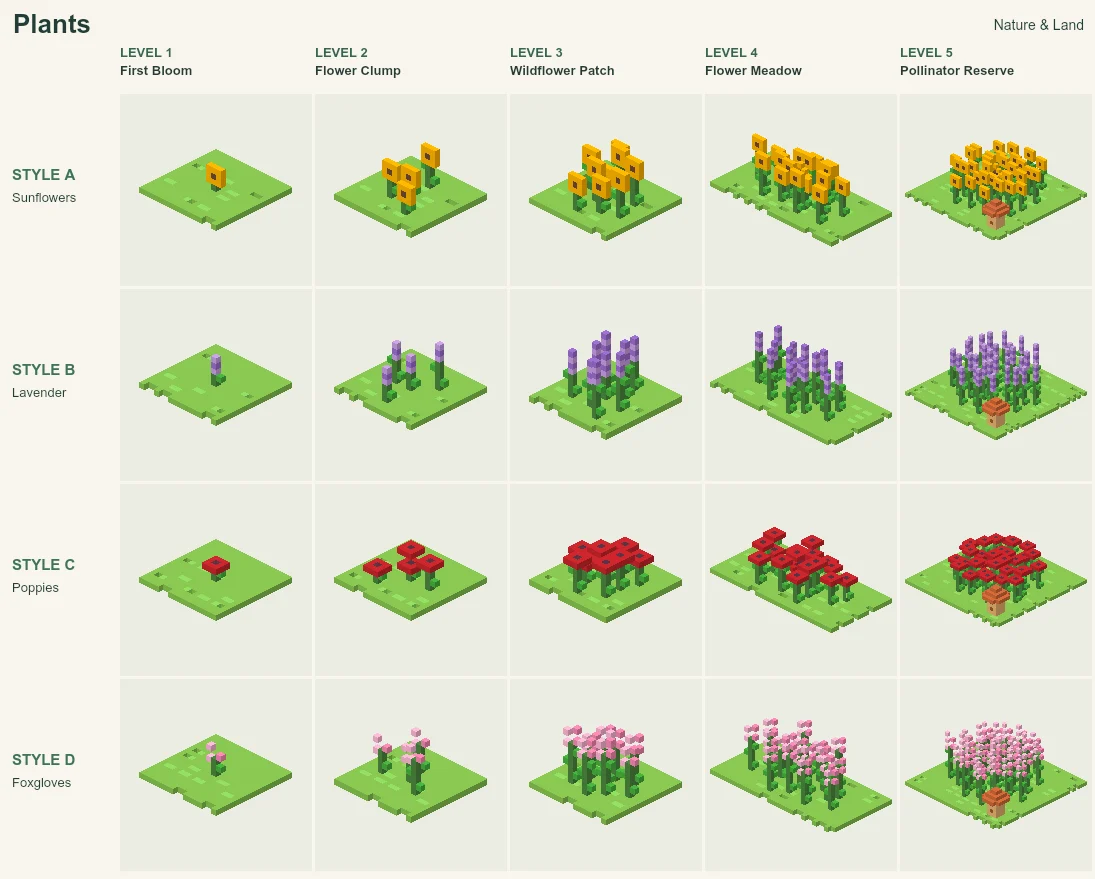 Plants
Nature & Land
LEVEL 1
First Bloom
LEVEL 2
Flower Clump
LEVEL 3
Wildflower Patch
LEVEL 4
Flower Meadow
LEVEL 5
Pollinator Reserve
STYLE A
Sunflowers
STYLE B
Lavender
STYLE C
Poppies
STYLE D
Foxgloves